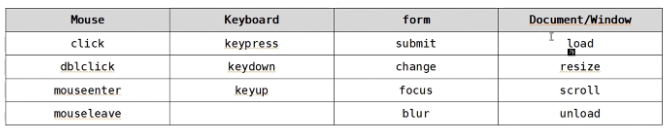 Mouse Keyboard form Document/Window
click keypress submit load
dblclick keydown change resize
mouseenter keyup focus scroll
mouseleave blur unload